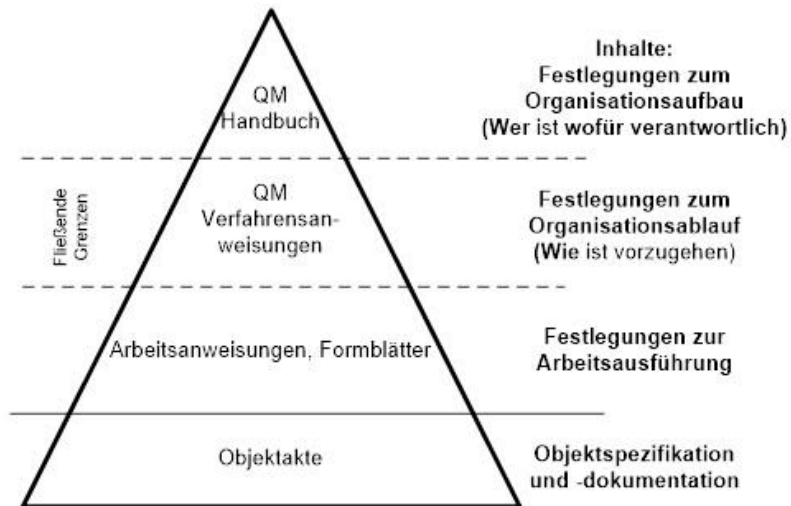 QM
Handbuch
Inhalte:
Festlegungen zum
Organisationsaufbau
(Wer ist wofür verantwortlich)
Fließende
Grenzen
QM
Verfahrensan-
weisungen
Festlegungen zum
Organisationsablauf
(Wie ist vorzugehen)
Arbeitsanweisungen, Formblätter
Festlegungen zur
Arbeitsausführung
Objektakte
Objektspezifikation
und -dokumentation